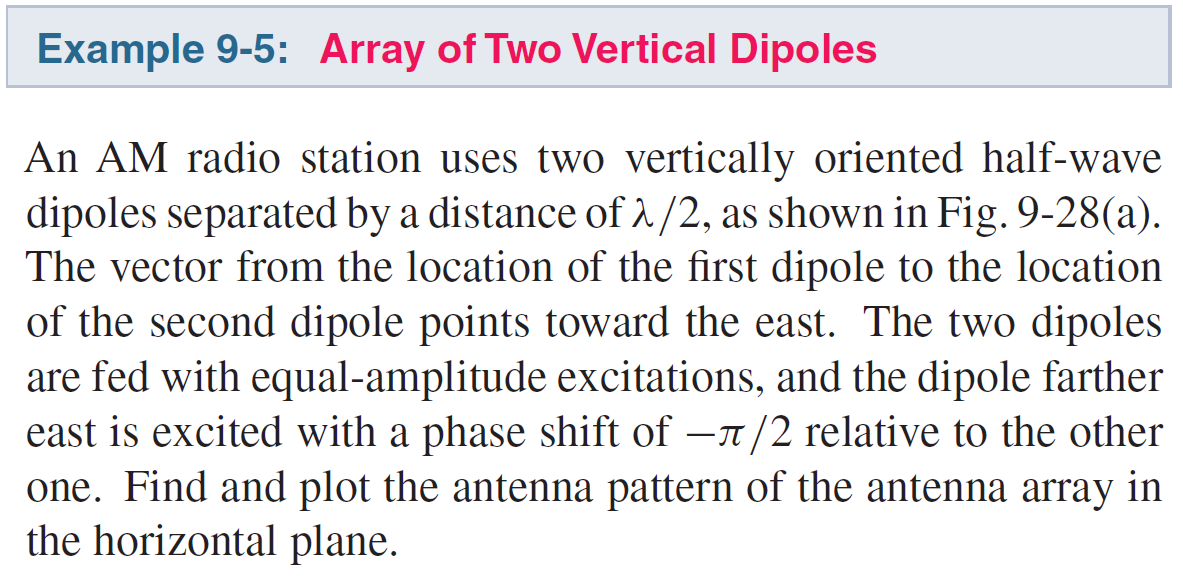 Example 9-5: Array of Two Vertical Dipoles
An AM radio station uses two vertically oriented half-wave
dipoles separated by a distance of λ/2, as shown in Fig. 9-28(a).
The vector from the location of the first dipole to the location
of the second dipole points toward the east. The two dipoles
are fed with equal-amplitude excitations, and the dipole farther
east is excited with a phase shift of −π/2 relative to the other
one. Find and plot the antenna pattern of the antenna array in
the horizontal plane.